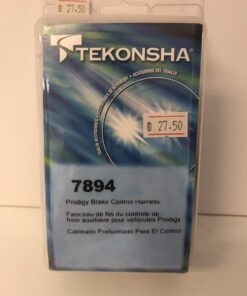 $ 27.50
TEKONSHA
ACCESSORIES
$ 27.50
7894
Prodigy Brake Control Harness
Faisceau de fils du contrôle de
frein auxiliaire pour véhicules Prodigy
Cableado Preformado Para El Control